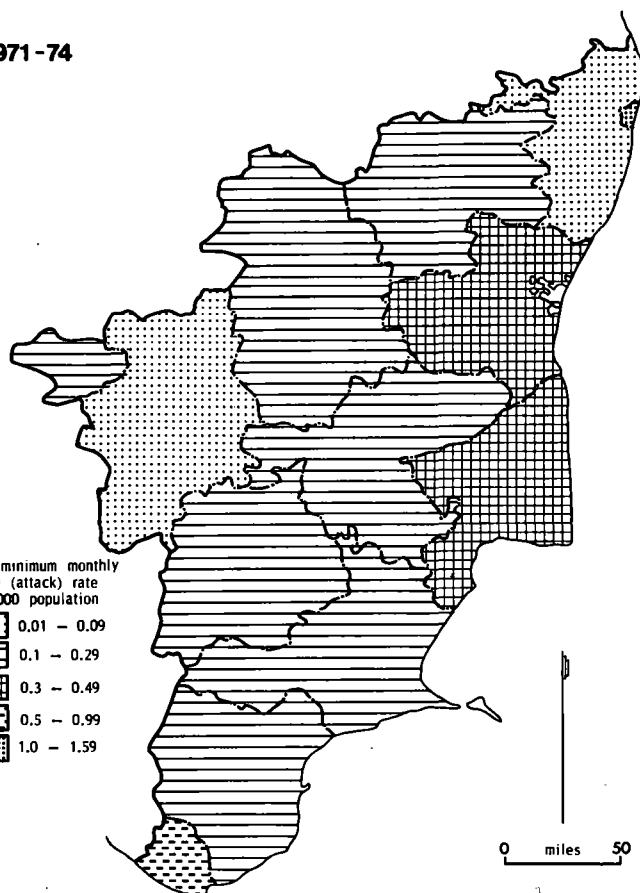 971-74
minimum monthly
(attack) rate
000 population
0.01 – 0.09
0.1 – 0.29
0.3 – 0.49
0.5 – 0.99
1.0 – 1.59
0 miles 50